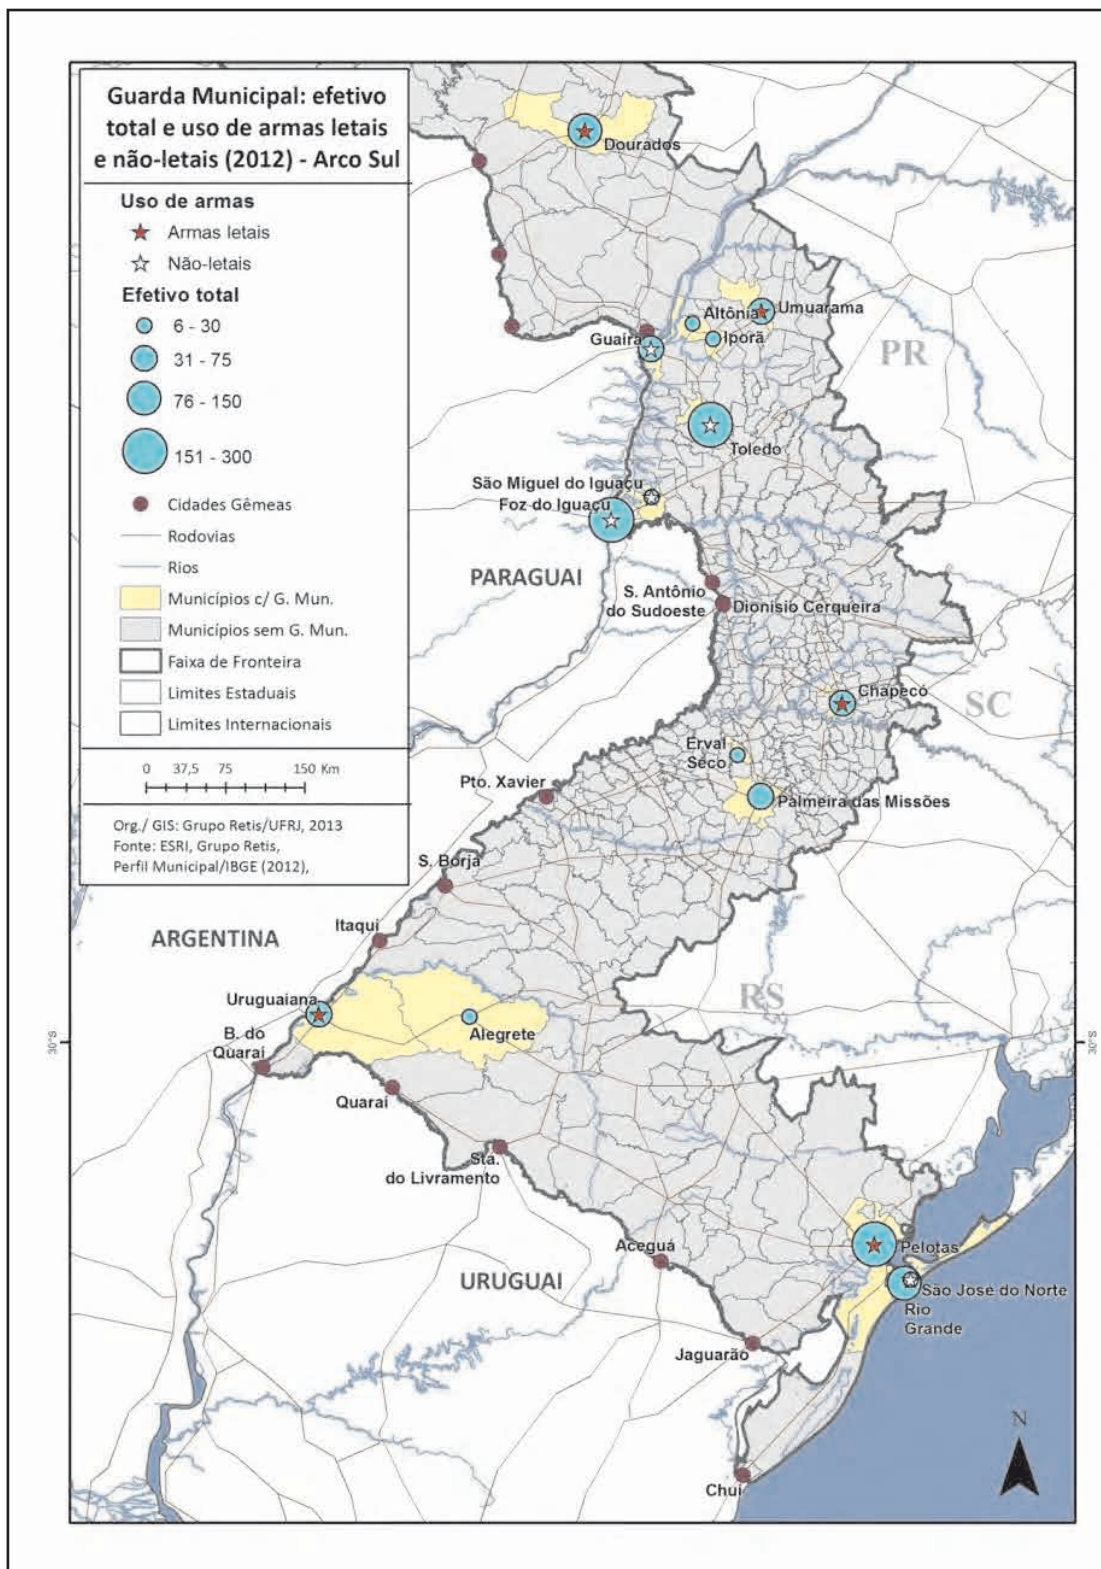 Guarda Municipal: efetivo
total e uso de armas letais
e não-letais (2012) - Arco Sul
Uso de armas
Armas letais
Não-letais
Efetivo total
6 - 30
31 - 75
76 - 150
151 - 300
Cidades Gêmeas
Rodovias
Rios
Municípios c/ G. Mun.
Municípios sem G. Mun.
Faixa de Fronteira
Limites Estaduais
Limites Internacionais
0 37,5 75 150 Km
Org./ GIS: Grupo Retis/UFRJ, 2013
Fonte: ESRI, Grupo Retis,
Perfil Municipal/IBGE (2012),
Dourados
Altônia
Umuarama
Guaíra
Iporã
PR
Toledo
São Miguel do Iguaçu
Foz do Iguaçu
PARAGUAI
S. Antônio
do Sudoeste
Dionísio Cerqueira
Chapecó
SC
Erval
Seco
Pto. Xavier
Palmeira das Missões
S. Borja
Itaqui
ARGENTINA
RS
Uruguaiana
Alegrete
B. do
Quaraí
30°S
30°S
Quaraí
Sta.
do Livramento
Aceguá
Pelotas
URUGUAI
São José do Norte
Rio
Grande
Jaguarão
N
Chuí